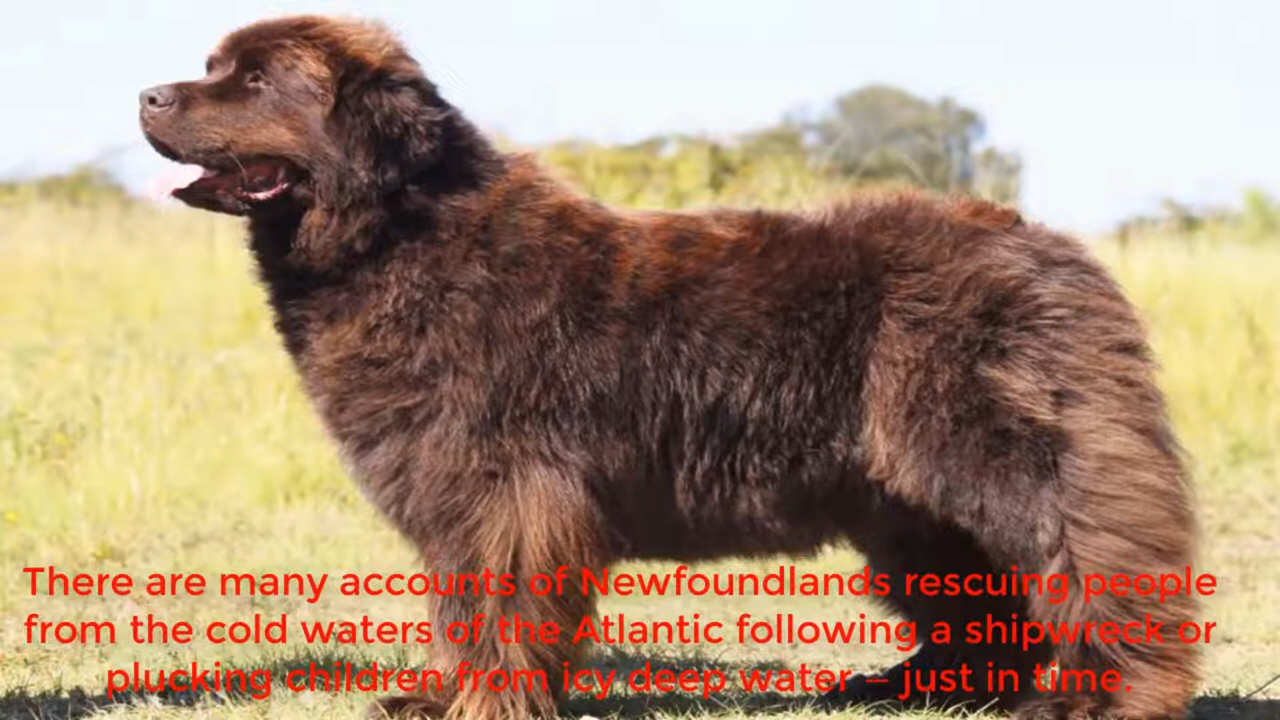 There are many accounts of Newfoundlands rescuing people
from the cold waters of the Atlantic following a shipwreck or
plucking children from icy deep water – just in time.